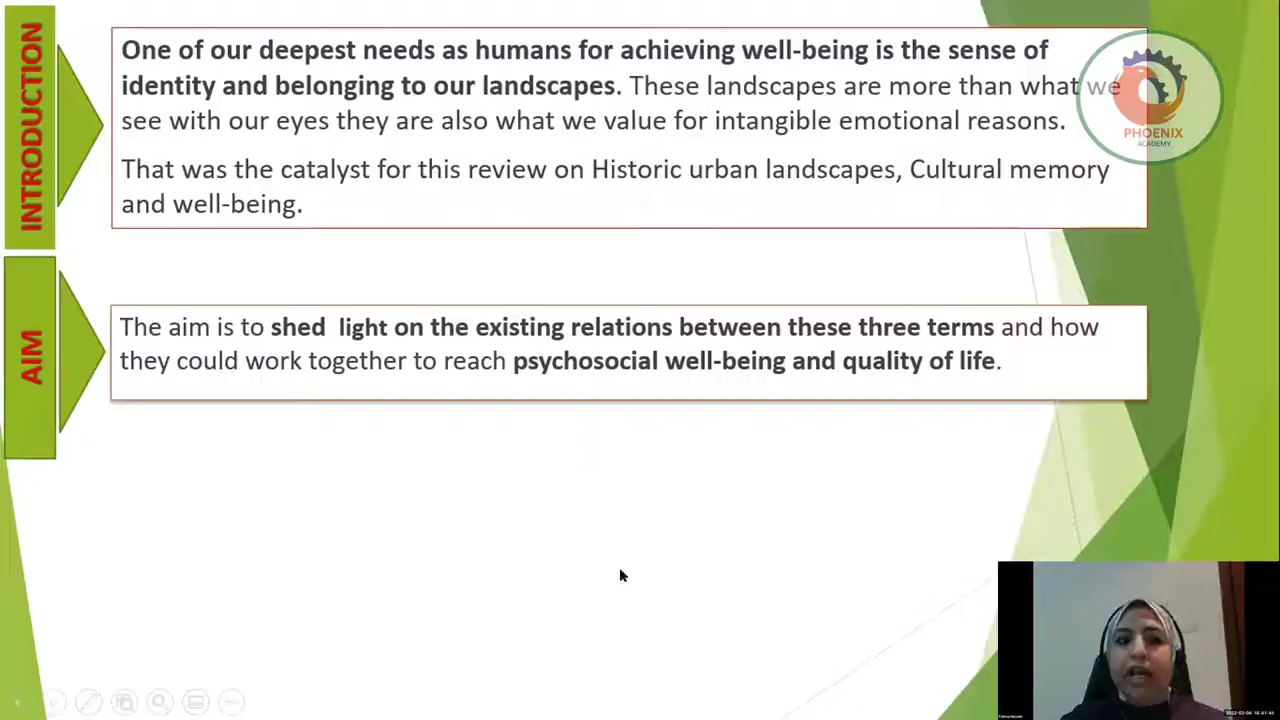 INTRODUCTION
One of our deepest needs as humans for achieving well-being is the sense of
identity and belonging to our landscapes. These landscapes are more than what we
see with our eyes they are also what we value for intangible emotional reasons.
That was the catalyst for this review on Historic urban landscapes, Cultural memory
and well-being.
PHOENIX
ACADEMY
AIM
The aim is to shed light on the existing relations between these three terms and how
they could work together to reach psychosocial well-being and quality of life.